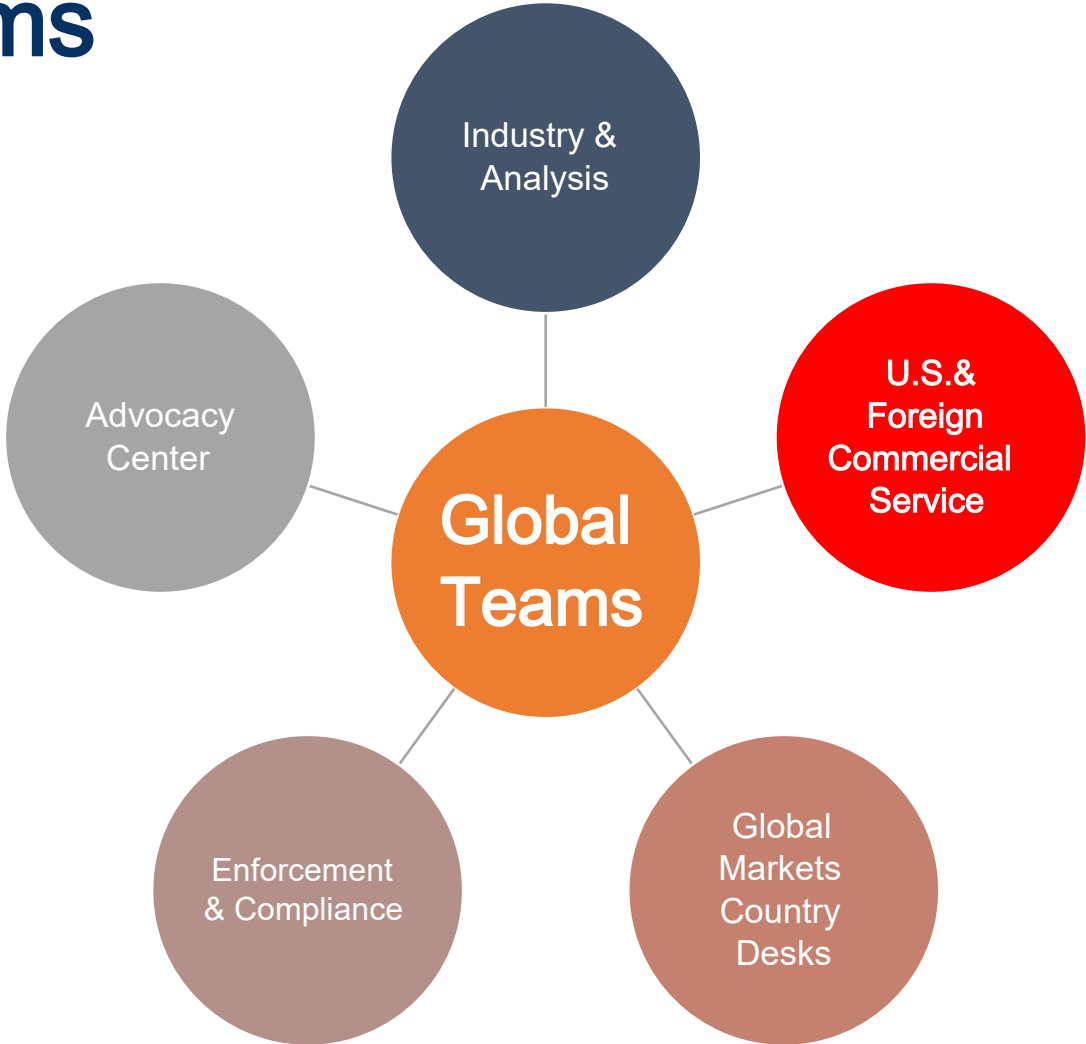 ms
Industry &
Analysis
U.S.&
Foreign
Commercial
Service
Advocacy
Center
Global
Teams
Enforcement
& Compliance
Global
Markets
Country
Desks